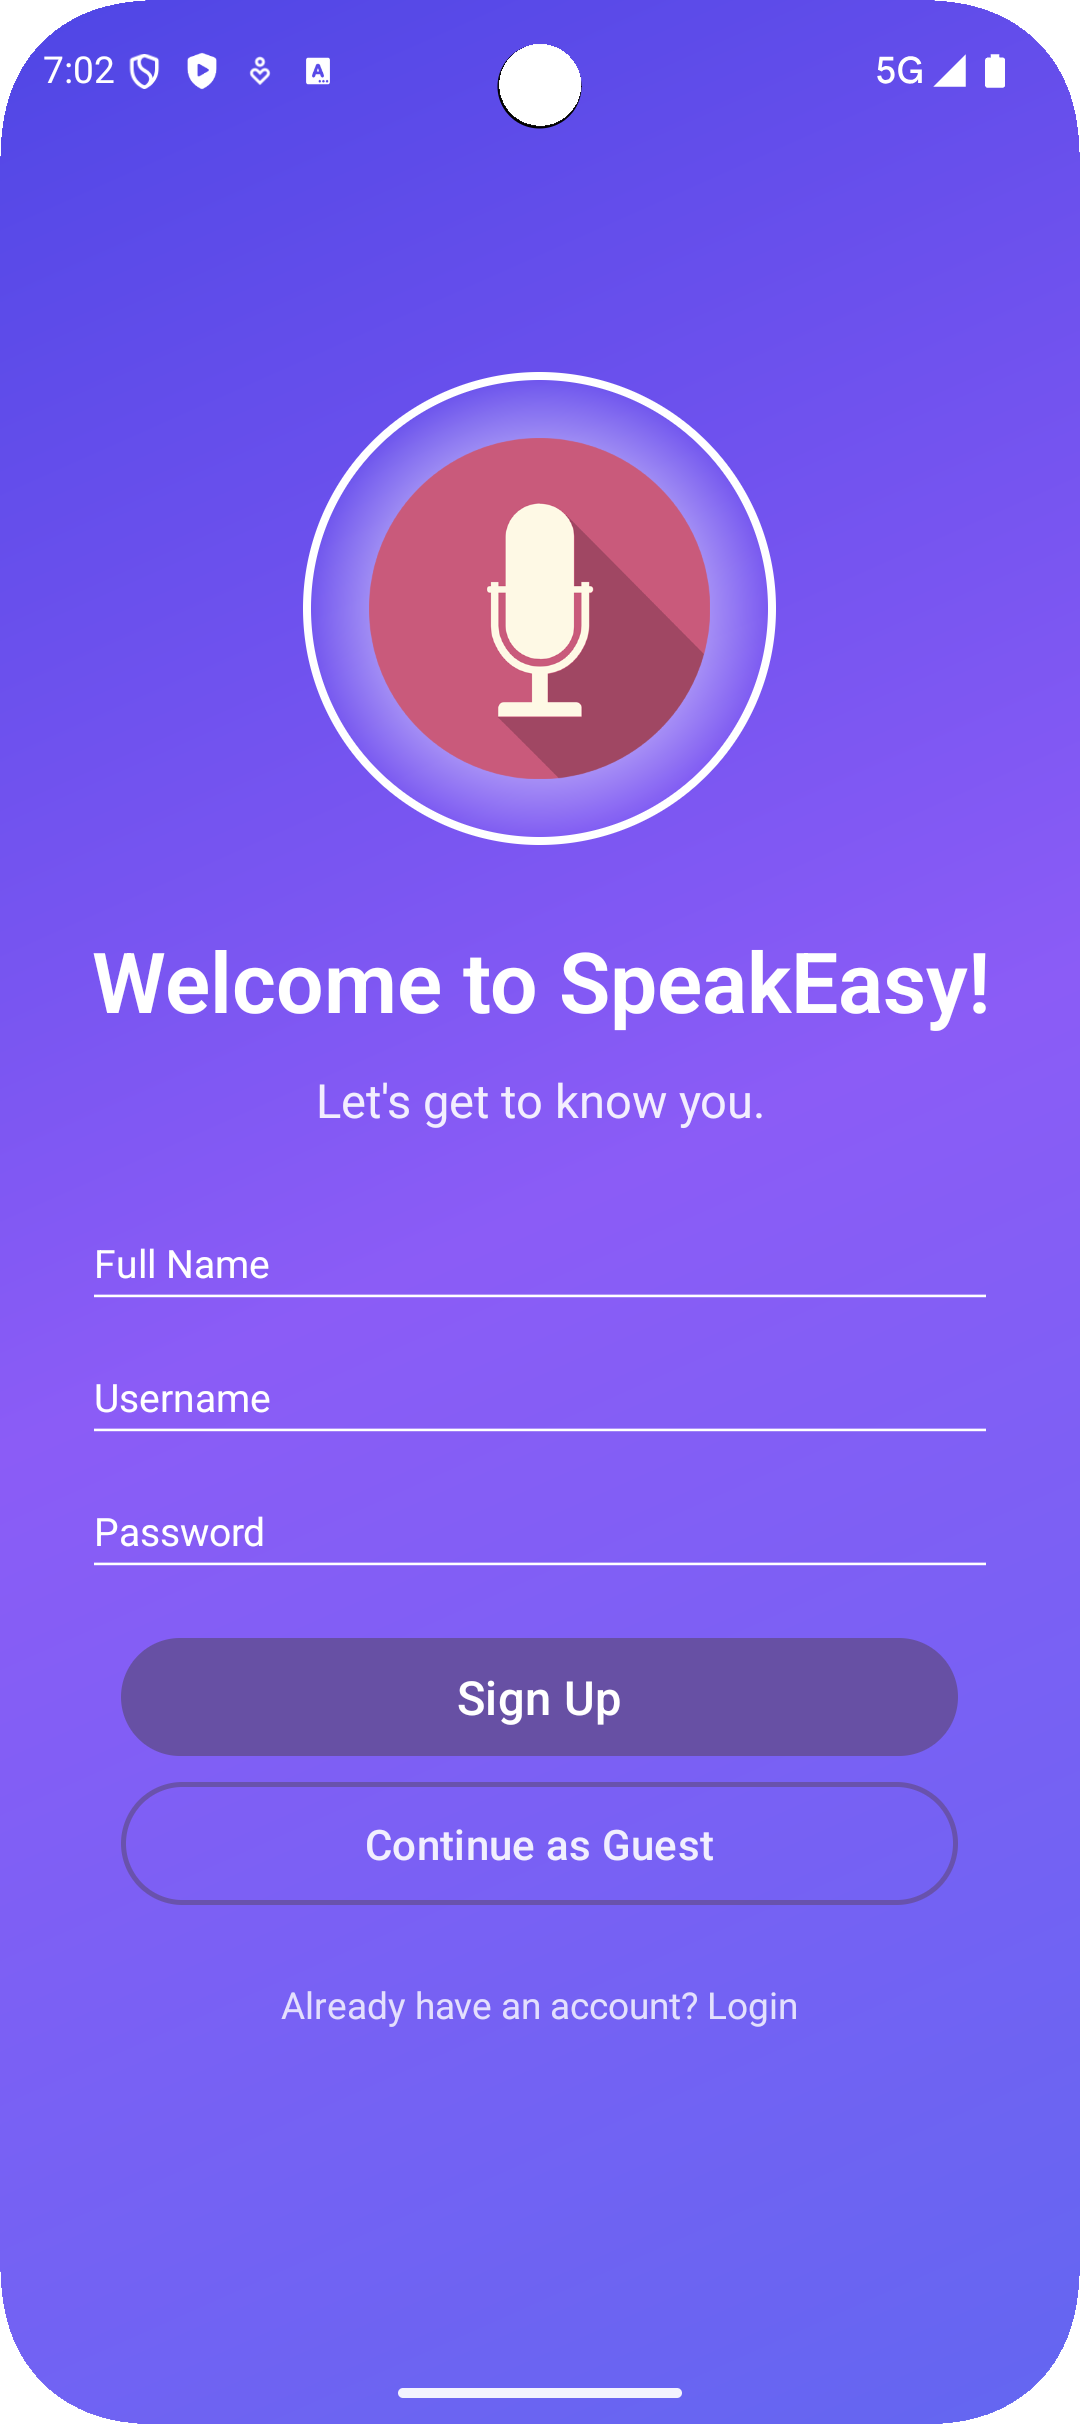 7:02
5G
Welcome to SpeakEasy!
Let's get to know you.
Full Name
Username
Password
Sign Up
Continue as Guest
Already have an account? Login